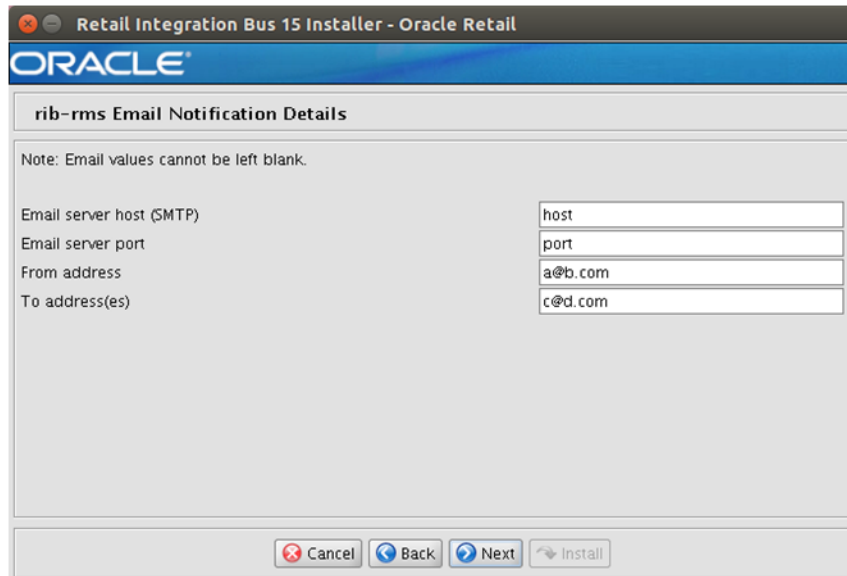 Retail Integration Bus 15 Installer - Oracle Retail
ORACLE®
rib-rms Email Notification Details
Note: Email values cannot be left blank.
Email server host (SMTP) host
Email server port port
From address a@b.com
To address(es) c@d.com
Cancel Back Next Install